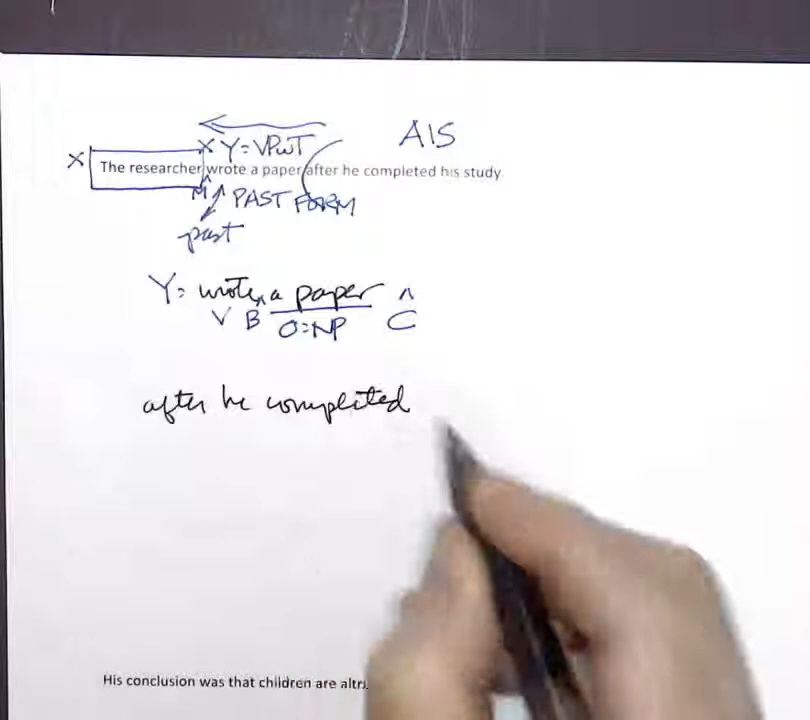 AIS
X Y=VPWT
X The researcher wrote a paper after he completed his study
M PAST FORM
past
Y= wrote a paper ^
V B O=NP C
after he completed
His conclusion was that children are altr